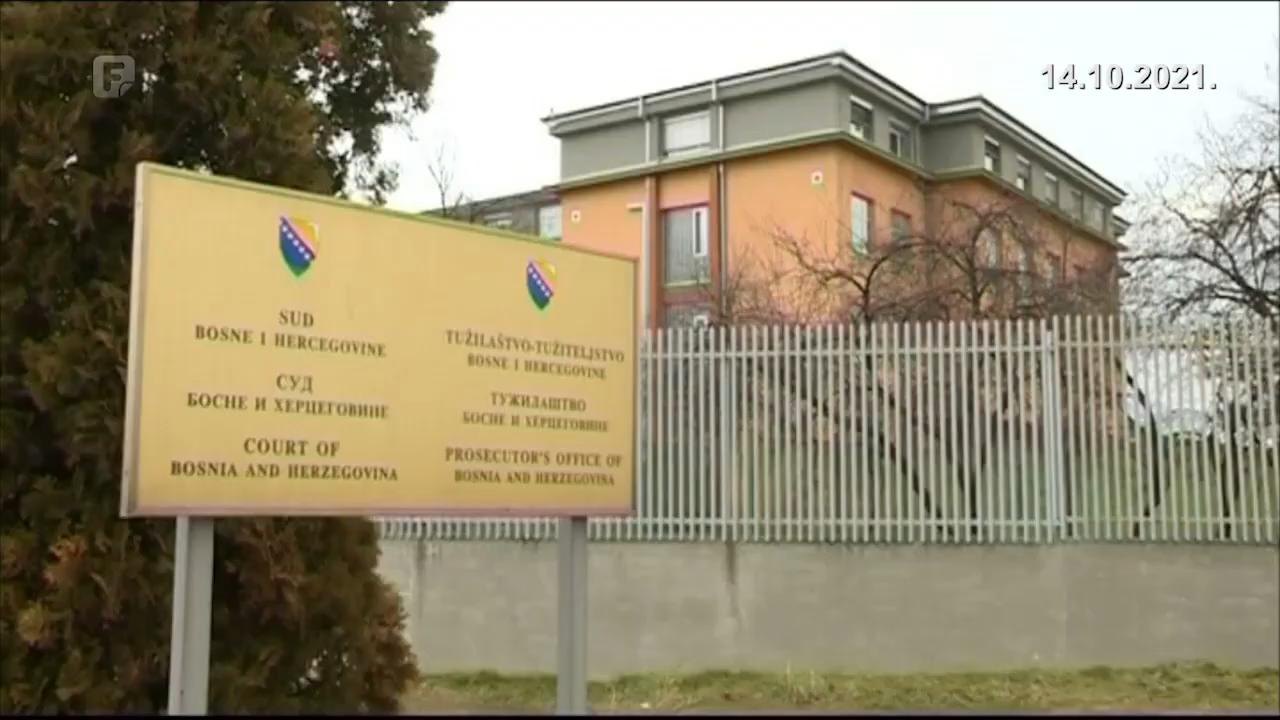 F
14.10.2021.
SUD
BOSNE I HERCEGOVINE
СУД
БОСНЕ И ХЕРЦЕГОВИНЕ
COURT OF
BOSNIA AND HERZEGOVINA
TUŽILAŠTVO-TUŽITELJSTVO
BOSNE I HERCEGOVINE
ТУЖИЛАШТВО
БОСНЕ И ХЕРЦЕГОВИНЕ
PROSECUTOR'S OFFICE OF
BOSNIA AND HERZEGOVINA